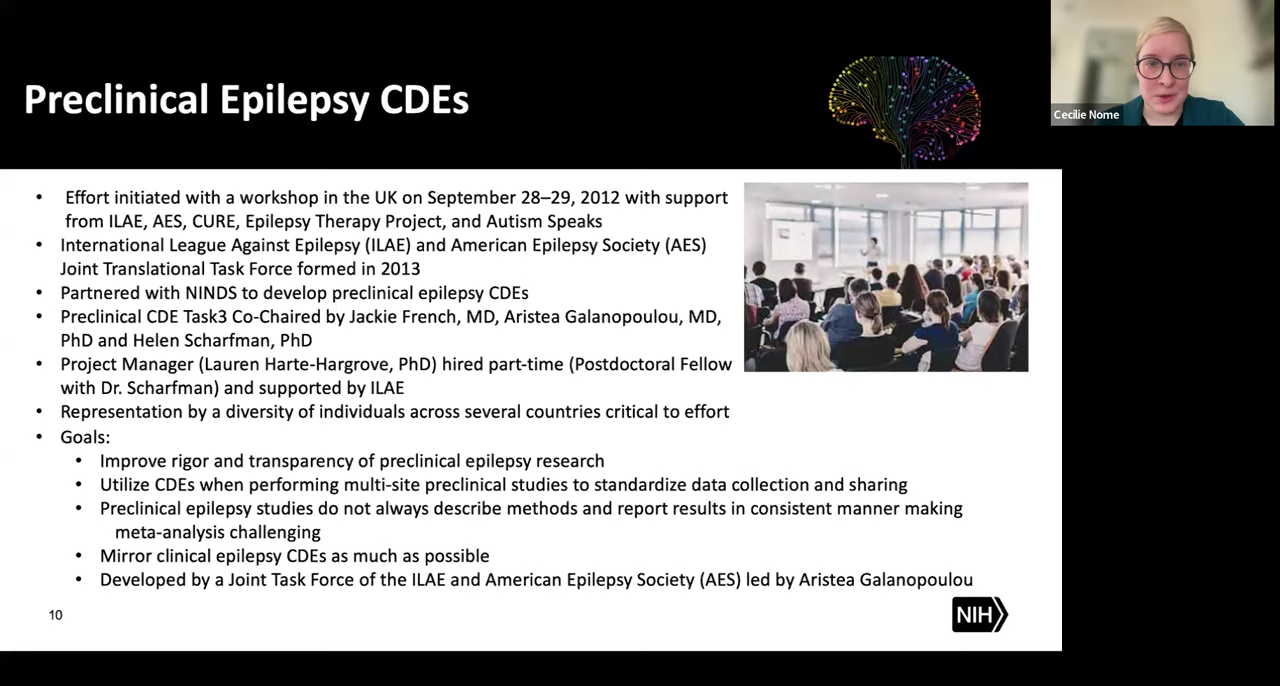 Preclinical Epilepsy CDEs
Cecilie Nome
• Effort initiated with a workshop in the UK on September 28–29, 2012 with support
from ILAE, AES, CURE, Epilepsy Therapy Project, and Autism Speaks
• International League Against Epilepsy (ILAE) and American Epilepsy Society (AES)
Joint Translational Task Force formed in 2013
• Partnered with NINDS to develop preclinical epilepsy CDEs
• Preclinical CDE Task3 Co-Chaired by Jackie French, MD, Aristea Galanopoulou, MD,
PhD and Helen Scharfman, PhD
• Project Manager (Lauren Harte-Hargrove, PhD) hired part-time (Postdoctoral Fellow
with Dr. Scharfman) and supported by ILAE
• Representation by a diversity of individuals across several countries critical to effort
• Goals:
• Improve rigor and transparency of preclinical epilepsy research
• Utilize CDEs when performing multi-site preclinical studies to standardize data collection and sharing
• Preclinical epilepsy studies do not always describe methods and report results in consistent manner making
meta-analysis challenging
• Mirror clinical epilepsy CDEs as much as possible
• Developed by a Joint Task Force of the ILAE and American Epilepsy Society (AES) led by Aristea Galanopoulou
10
NIH